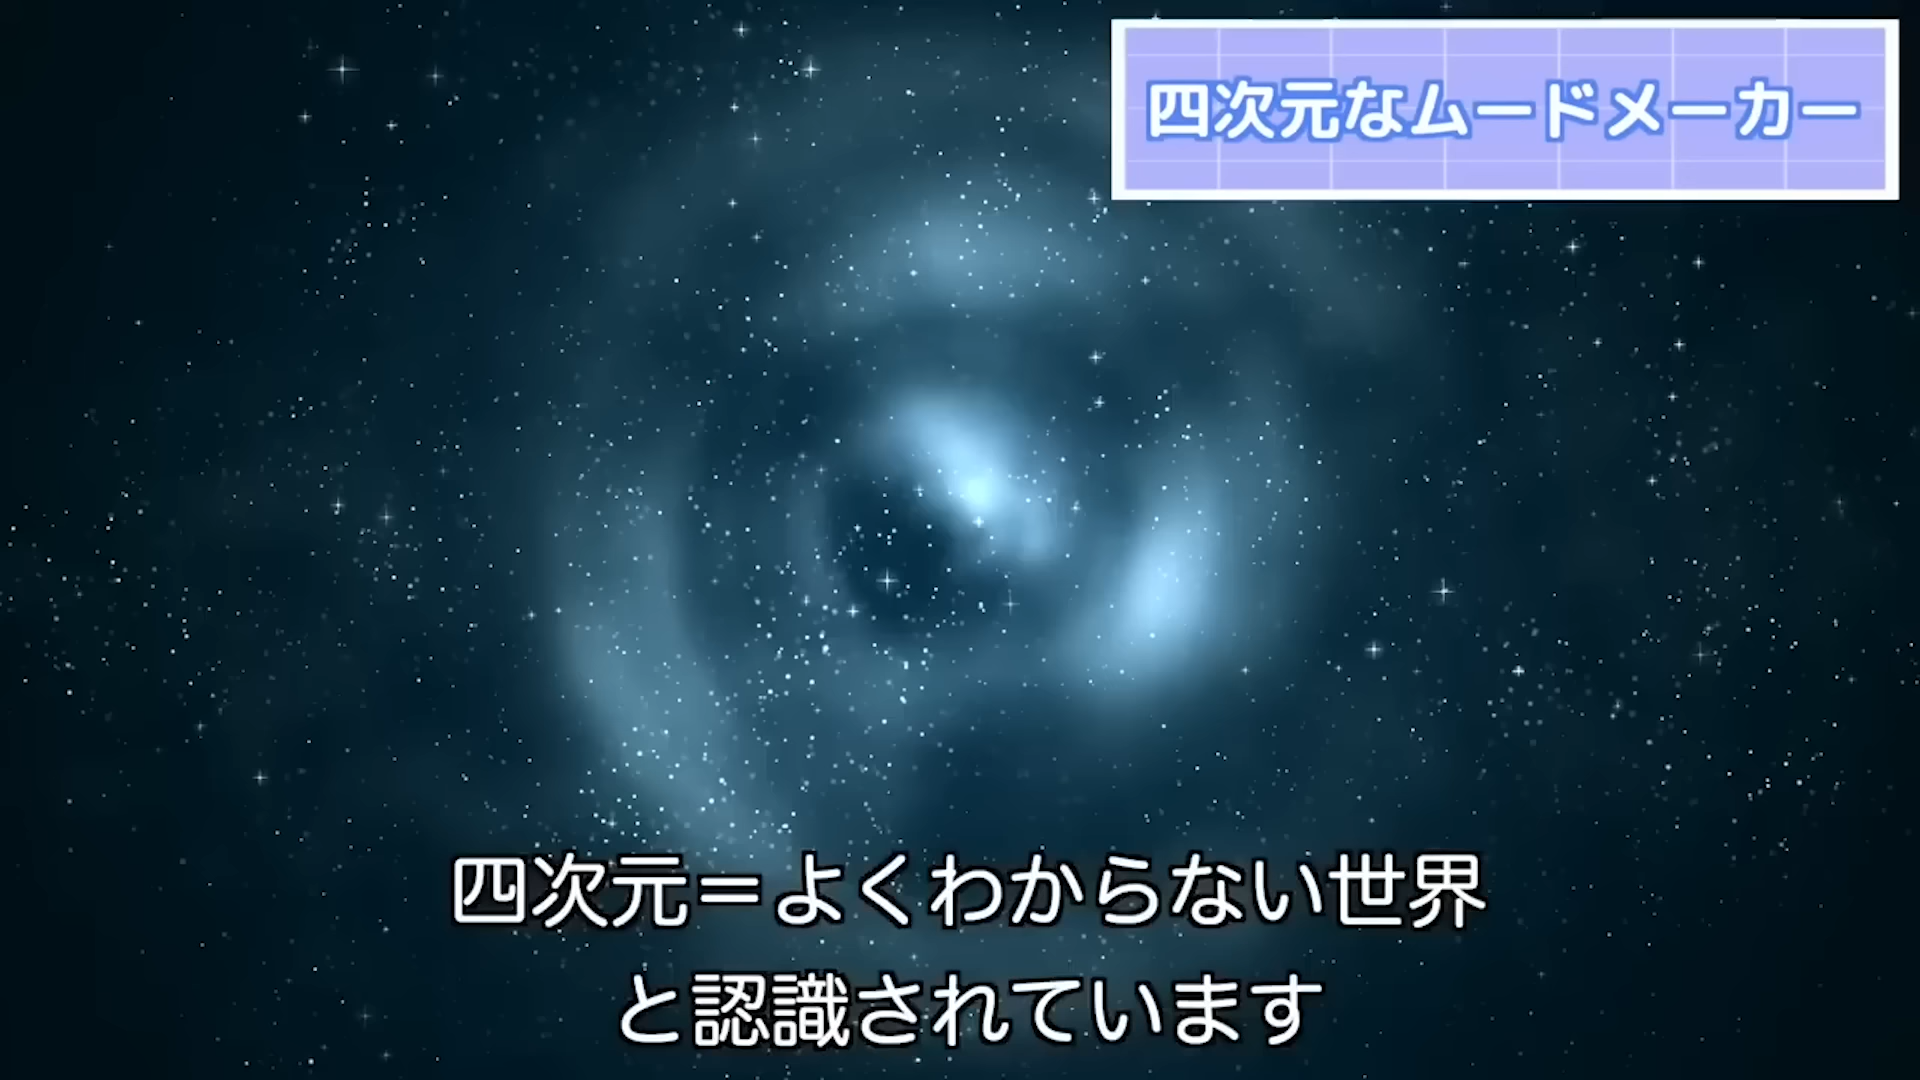 四次元なムードメーカー
四次元＝よくわからない世界
と認識されています